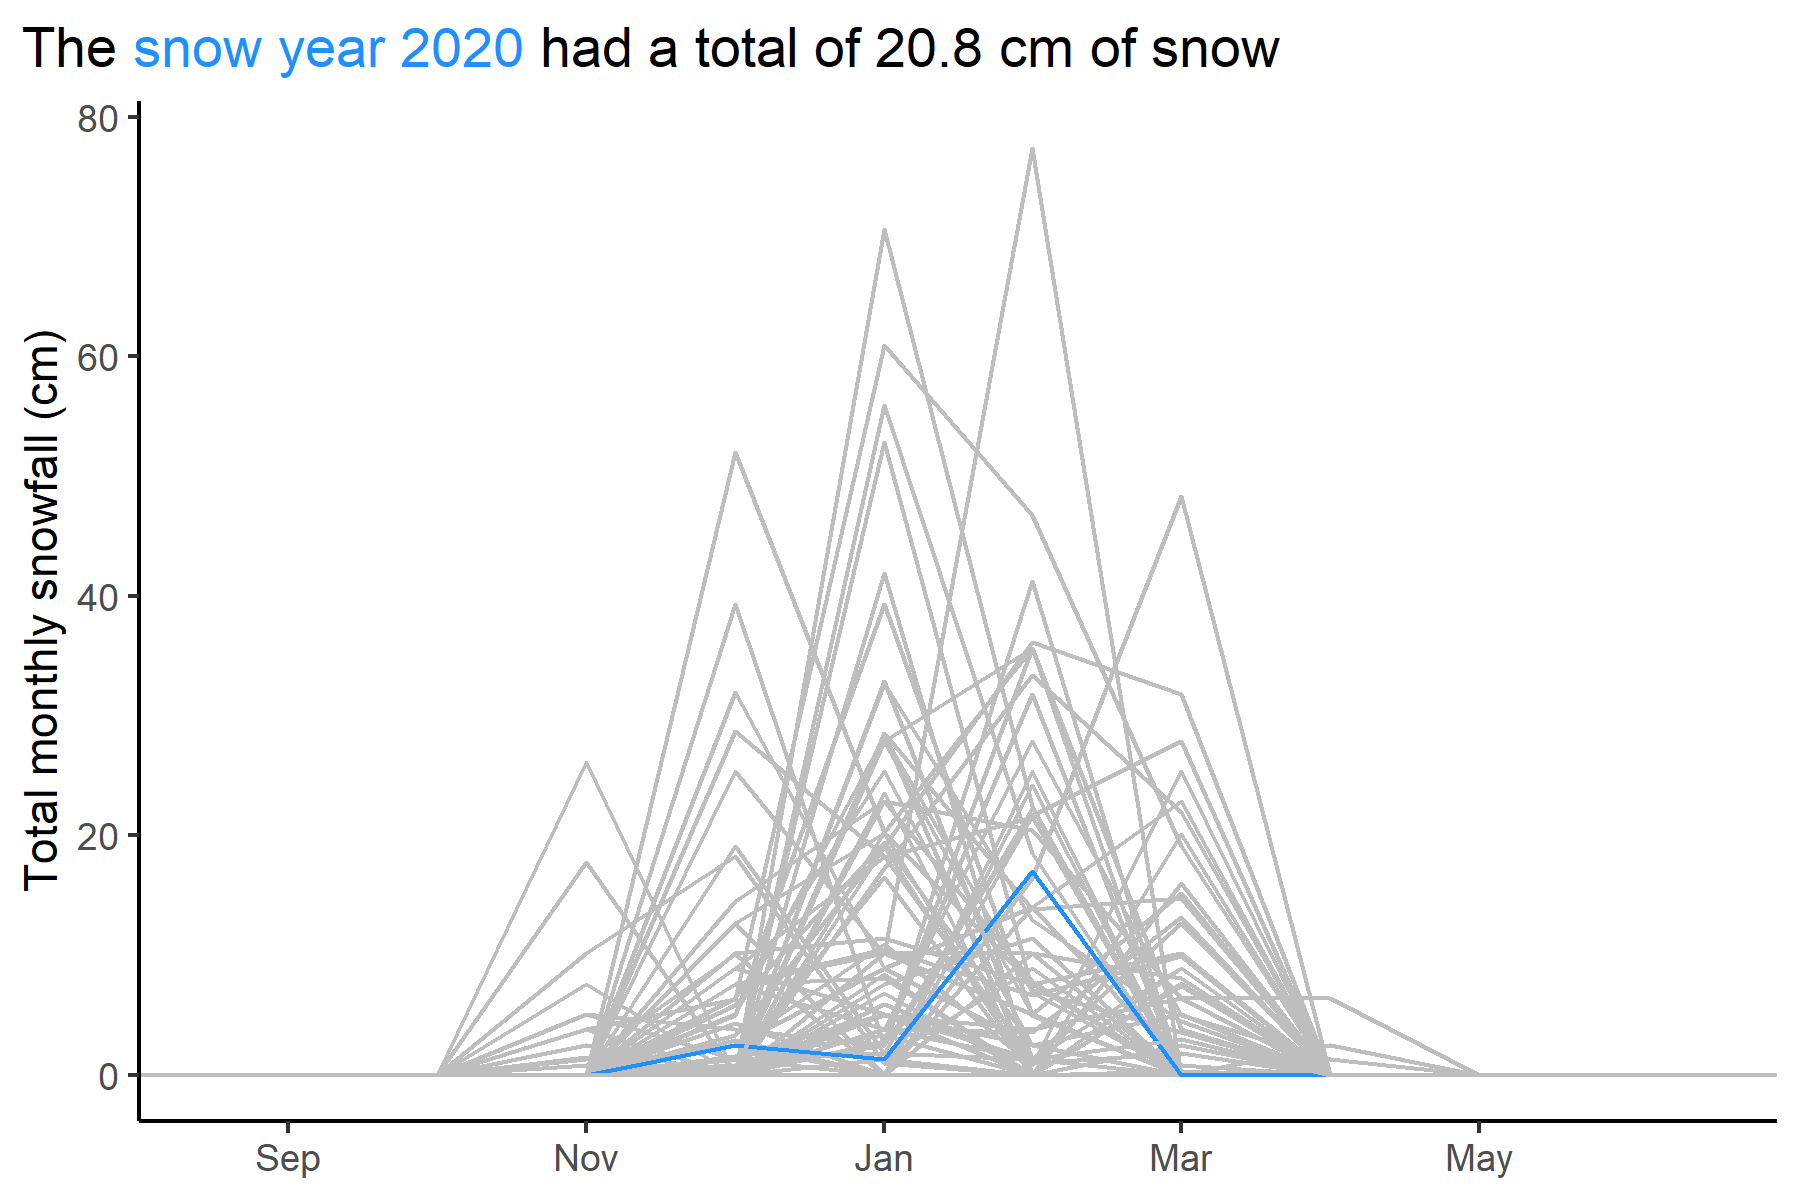 The snow year 2020 had a total of 20.8 cm of snow
Total monthly snowfall (cm)
80
60
40
20
0
Sep Nov Jan Mar May